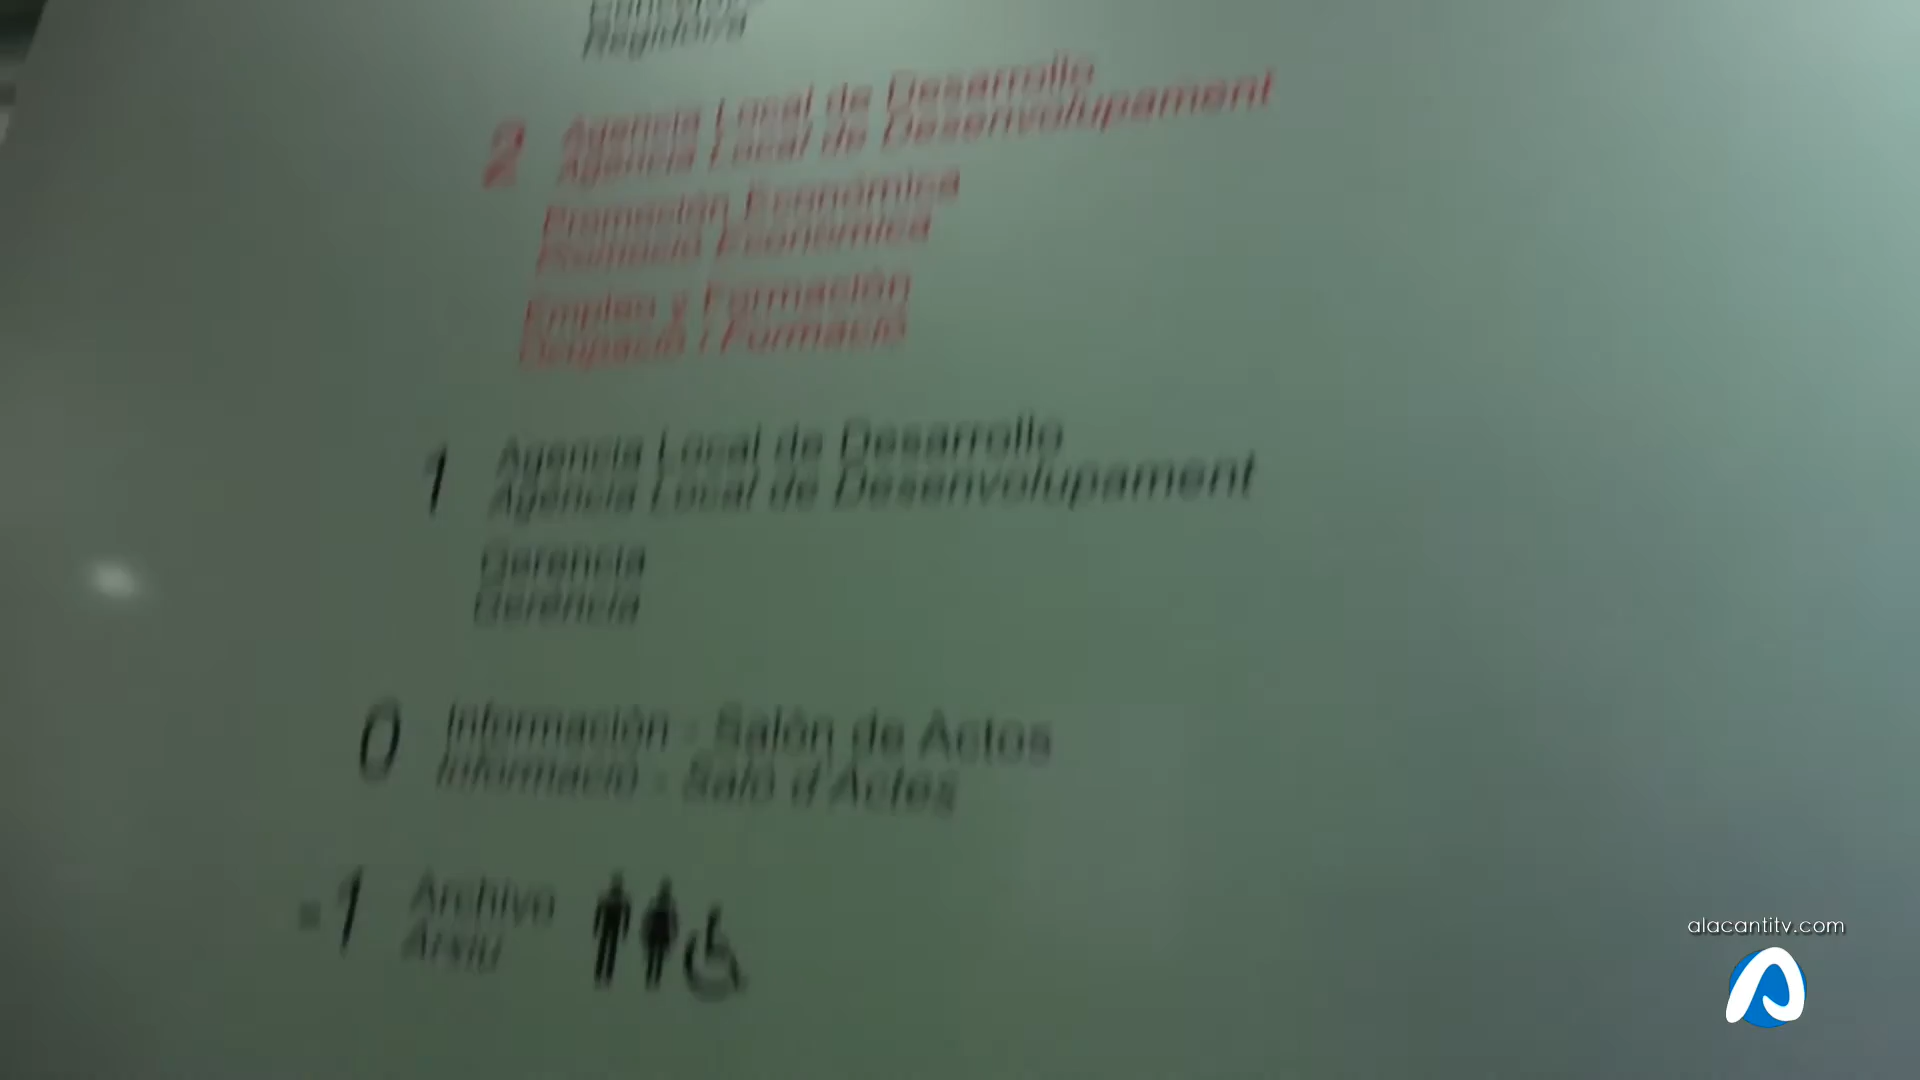 Regidor/a
2 Agencia Local de Desarrollo
Agència Local de Desenvolupament
Promoción Económica
Promoció Econòmica
Empleo y Formación
Ocupació i Formació
1 Agencia Local de Desarrollo
Agència Local de Desenvolupament
Gerencia
Gerència
0 Información - Salón de Actos
Informació - Saló d'Actes
-1 Archivo
Arxiu
alacantitv.com